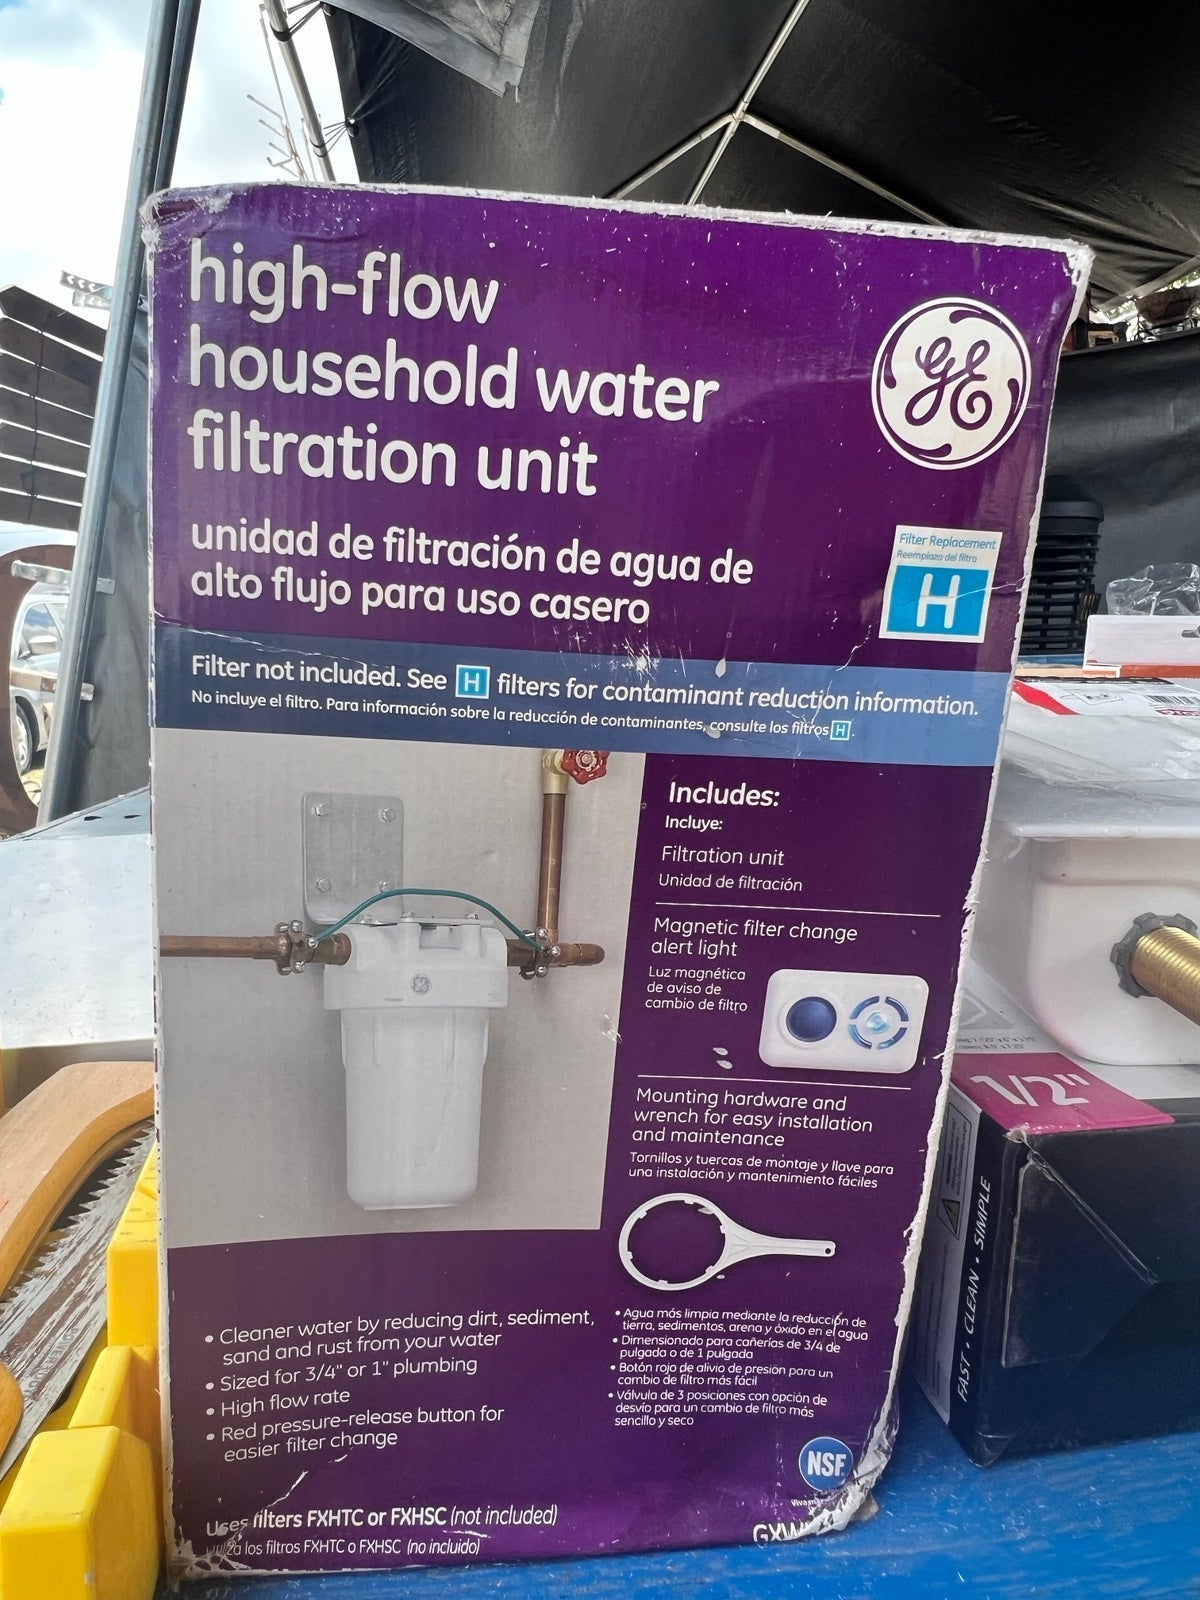 high-flow
household water
filtration unit
unidad de filtración de agua de
alto flujo para uso casero
GE
Filter Replacement
Reemplazo del filtro
H
Filter not included. See H filters for contaminant reduction information.
No incluye el filtro. Para información sobre la reducción de contaminantes, consulte los filtros H.
Includes:
Incluye:
Filtration unit
Unidad de filtración
Magnetic filter change
alert light
Luz magnética
de aviso de
cambio de filtro
Mounting hardware and
wrench for easy installation
and maintenance
Tornillos y tuercas de montaje y llave para
una instalación y mantenimiento fáciles
• Cleaner water by reducing dirt, sediment,
sand and rust from your water
• Sized for 3/4" or 1" plumbing
• High flow rate
• Red pressure-release button for
easier filter change
• Agua más limpia mediante la reducción de
tierra, sedimentos, arena y óxido en el agua
• Dimensionado para cañerías de 3/4 de
pulgada o de 1 pulgada
• Botón rojo de alivio de presión para un
cambio de filtro más fácil
• Válvula de 3 posiciones con opción de
desvío para un cambio de filtro más
sencillo y seco
NSF
Uses filters FXHTC or FXHSC (not included)
utiliza los filtros FXHTC o FXHSC (no incluido)
1/2"
FAST • CLEAN • SIMPLE